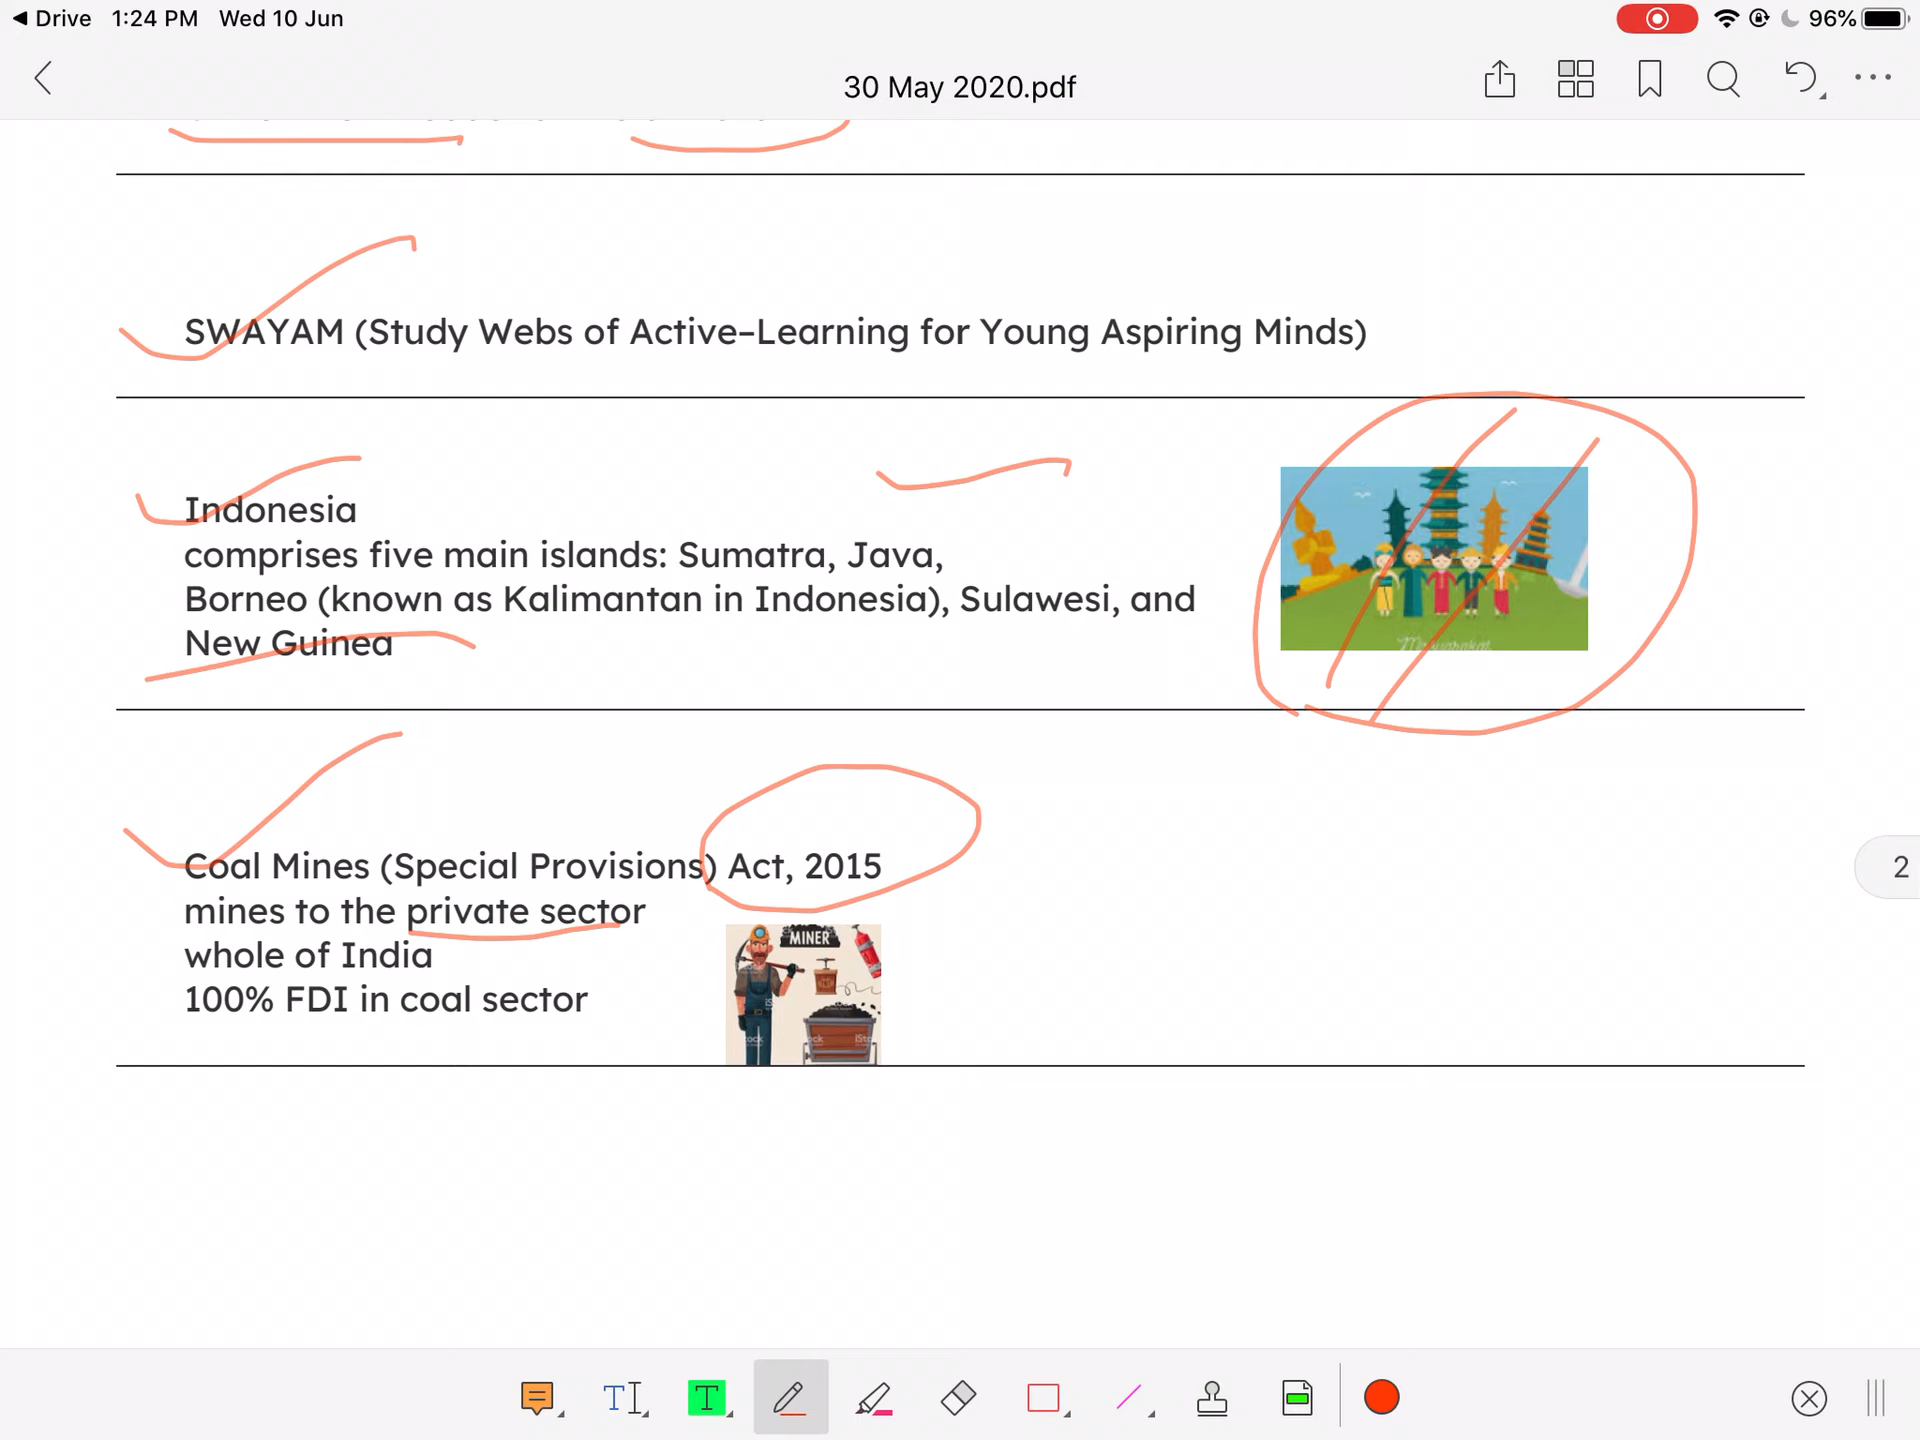 Drive 1:24 PM Wed 10 Jun 96%
30 May 2020.pdf
SWAYAM (Study Webs of Active–Learning for Young Aspiring Minds)
Indonesia
comprises five main islands: Sumatra, Java,
Borneo (known as Kalimantan in Indonesia), Sulawesi, and
New Guinea
Coal Mines (Special Provisions) Act, 2015
mines to the private sector
whole of India
100% FDI in coal sector
MINER
2